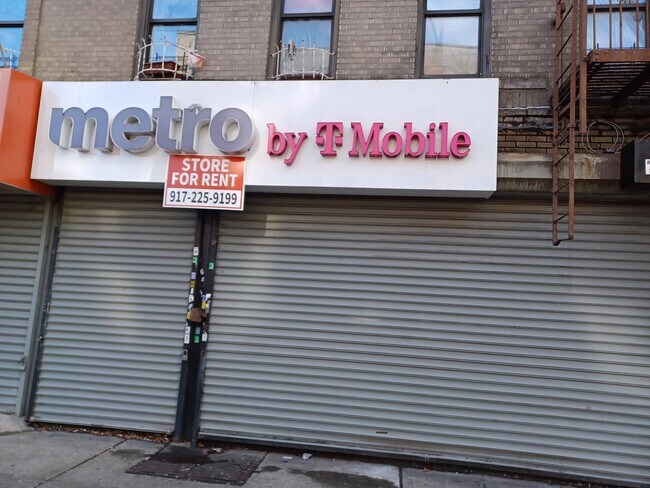 metro by T Mobile
STORE
FOR RENT
917-225-9199